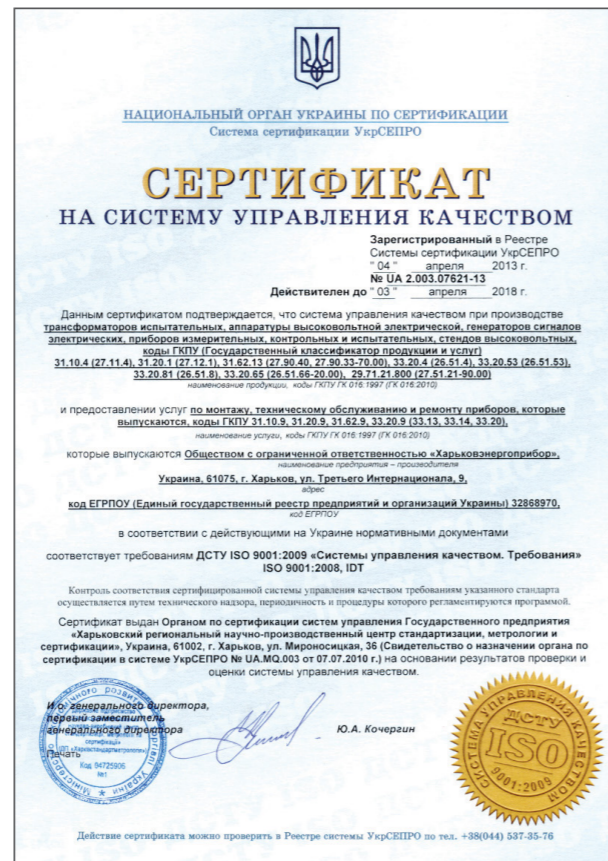 НАЦИОНАЛЬНЫЙ ОРГАН УКРАИНЫ ПО СЕРТИФИКАЦИИ
Система сертификации УкрСЕПРО
СЕРТИФИКАТ
НА СИСТЕМУ УПРАВЛЕНИЯ КАЧЕСТВОМ
Зарегистрированный в Реестре
Системы сертификации УкрСЕПРО
" 04 " апреля 2013 г.
№ UA 2.003.07621-13
Действителен до " 03 " апреля 2018 г.
Данным сертификатом подтверждается, что система управления качеством при производстве
трансформаторов испытательных, аппаратуры высоковольтной электрической, генераторов сигналов
электрических, приборов измерительных, контрольных и испытательных, стендов высоковольтных,
коды ГКПУ (Государственный классификатор продукции и услуг)
31.10.4 (27.11.4), 31.20.1 (27.12.1), 31.62.13 (27.90.40, 27.90.33-70.00), 33.20.4 (26.51.4), 33.20.53 (26.51.53),
33.20.81 (26.51.8), 33.20.65 (26.51.66-20.00), 29.71.21.800 (27.51.21-90.00)
наименование продукции, коды ГКПУ ГК 016:1997 (ГК 016:2010)
и предоставлении услуг по монтажу, техническому обслуживанию и ремонту приборов, которые
выпускаются, коды ГКПУ 31.10.9, 31.20.9, 31.62.9, 33.20.9 (33.13, 33.14, 33.20),
наименование услуги, коды ГКПУ ГК 016:1997 (ГК 016:2010)
которые выпускаются Обществом с ограниченной ответственностью «Харьковэнергоприбор»,
наименование предприятия – производителя
Украина, 61075, г. Харьков, ул. Третьего Интернационала, 9,
адрес
код ЕГРПОУ (Единый государственный реестр предприятий и организаций Украины) 32868970,
код ЕГРПОУ
в соответствии с действующими на Украине нормативными документами
соответствует требованиям ДСТУ ISO 9001:2009 «Системы управления качеством. Требования»
ISO 9001:2008, IDT
Контроль соответствия сертифицированной системы управления качеством требованиям указанного стандарта
осуществляется путем технического надзора, периодичность и процедуры которого регламентируются программой.
Сертификат выдан Органом по сертификации систем управления Государственного предприятия
«Харьковский региональный научно-производственный центр стандартизации, метрологии и
сертификации», Украина, 61002, г. Харьков, ул. Мироносицкая, 36 (Свидетельство о назначении органа по
сертификации в системе УкрСЕПРО № UA.MQ.003 от 07.07.2010 г.) на основании результатов проверки и
оценки системы управления качеством.
И.о. генерального директора,
первый заместитель
генерального директора
Ю.А. Кочергин
Печать
Код 04725906
№1
СИСТЕМА УПРАВЛЕНИЯ КАЧЕСТВОМ
ДСТУ
ISO
9001:2009
Действие сертификата можно проверить в Реестре системы УкрСЕПРО по тел. +38(044) 537-35-76